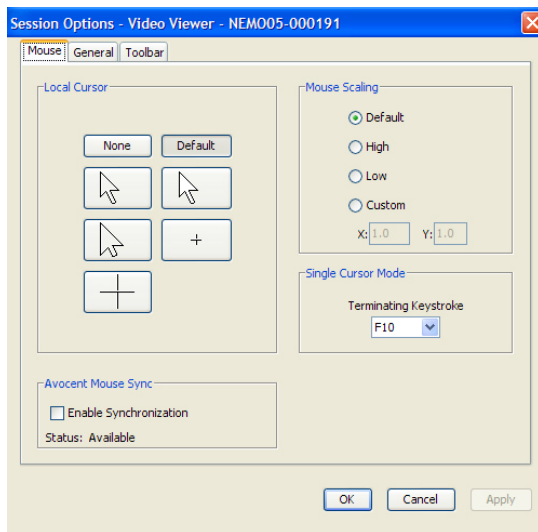 Session Options - Video Viewer - NEMO05-000191
Mouse General Toolbar
Local Cursor
None Default
Mouse Scaling
Default
High
Low
Custom
X: 1.0 Y: 1.0
Single Cursor Mode
Terminating Keystroke
F10
Avocent Mouse Sync
Enable Synchronization
Status: Available
OK Cancel Apply